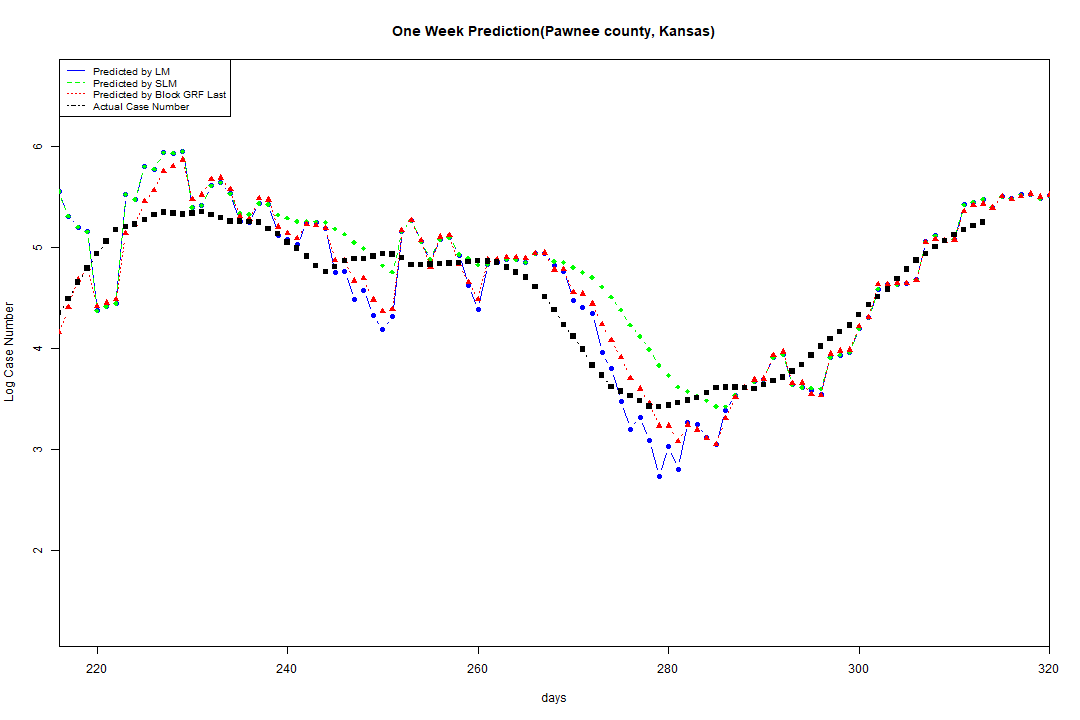 One Week Prediction(Pawnee county, Kansas)
Predicted by LM
Predicted by SLM
Predicted by Block GRF Last
Actual Case Number
6
5
4
3
2
Log Case Number
220 240 260 280 300 320
days